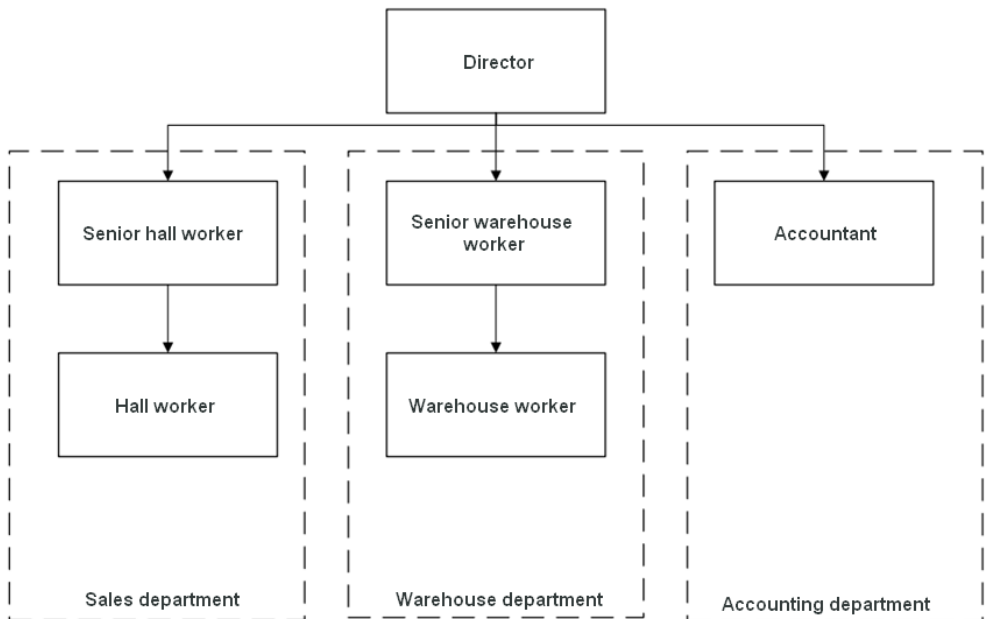 Director
Senior hall worker
Senior warehouse
worker
Accountant
Hall worker
Warehouse worker
Sales department
Warehouse department
Accounting department